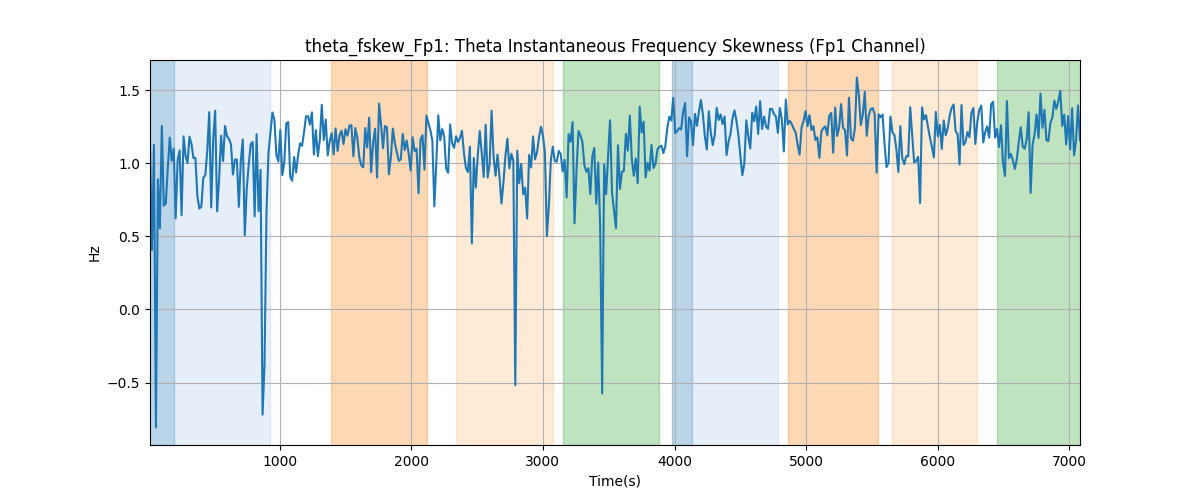 theta_fskew_Fp1: Theta Instantaneous Frequency Skewness (Fp1 Channel)
1.5
1.0
0.5
0.0
−0.5
Hz
1000 2000 3000 4000 5000 6000 7000
Time(s)